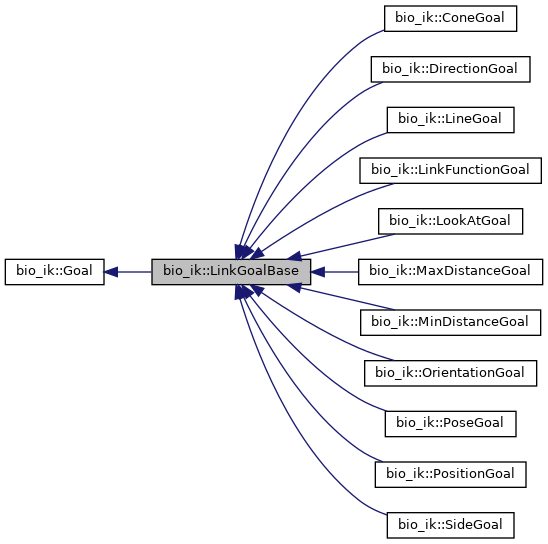 bio_ik::ConeGoal
bio_ik::DirectionGoal
bio_ik::LineGoal
bio_ik::LinkFunctionGoal
bio_ik::LookAtGoal
bio_ik::Goal
bio_ik::LinkGoalBase
bio_ik::MaxDistanceGoal
bio_ik::MinDistanceGoal
bio_ik::OrientationGoal
bio_ik::PoseGoal
bio_ik::PositionGoal
bio_ik::SideGoal